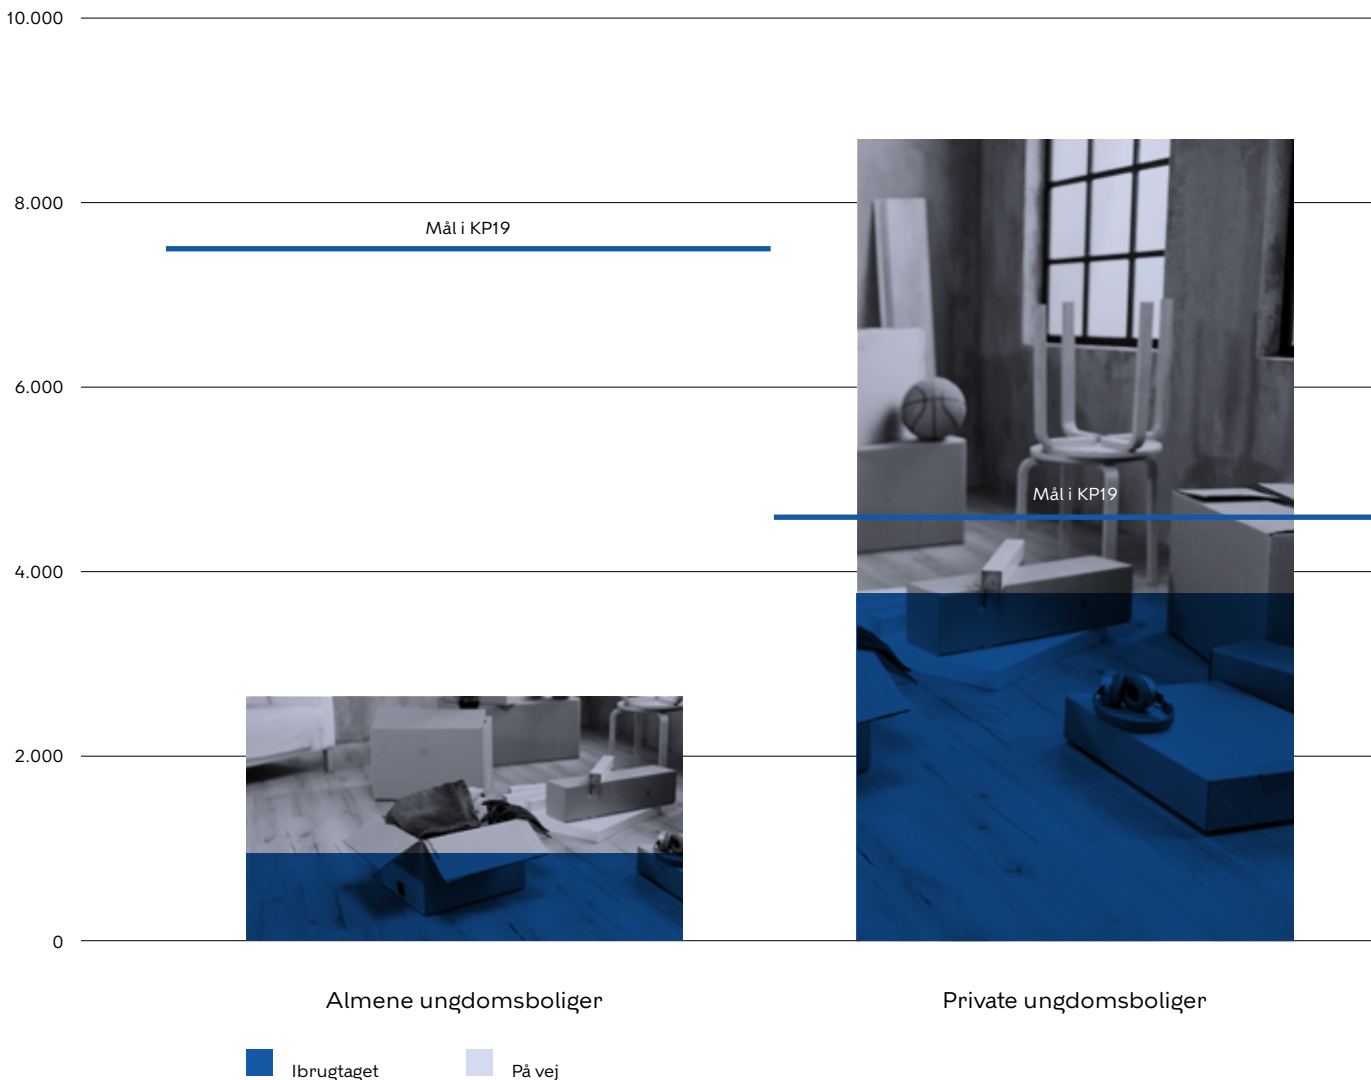 10.000
8.000
Mål i KP19
6.000
Mål i KP19
4.000
2.000
0
Almene ungdomsboliger
Private ungdomsboliger
Ibrugtaget
På vej